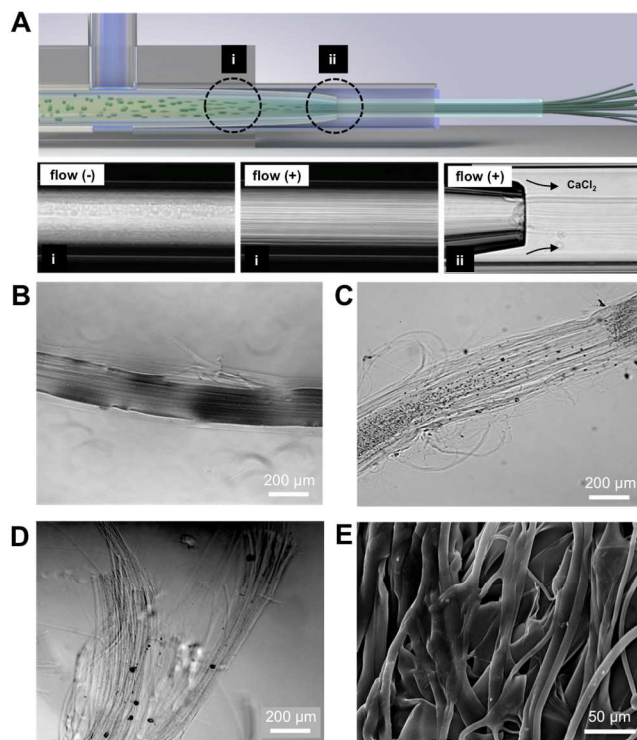 A
i
ii
flow (-)
i
flow (+)
i
flow (+)
CaCl₂
ii
B
200 µm
C
200 µm
D
200 µm
E
50 µm